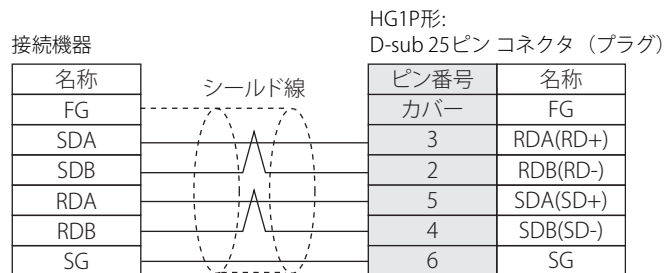 HG1P形:
接続機器 D-sub 25ピン コネクタ（プラグ）
名称 シールド線 ピン番号 名称
FG カバー FG
SDA 3 RDA(RD+)
SDB 2 RDB(RD-)
RDA 5 SDA(SD+)
RDB 4 SDB(SD-)
SG 6 SG